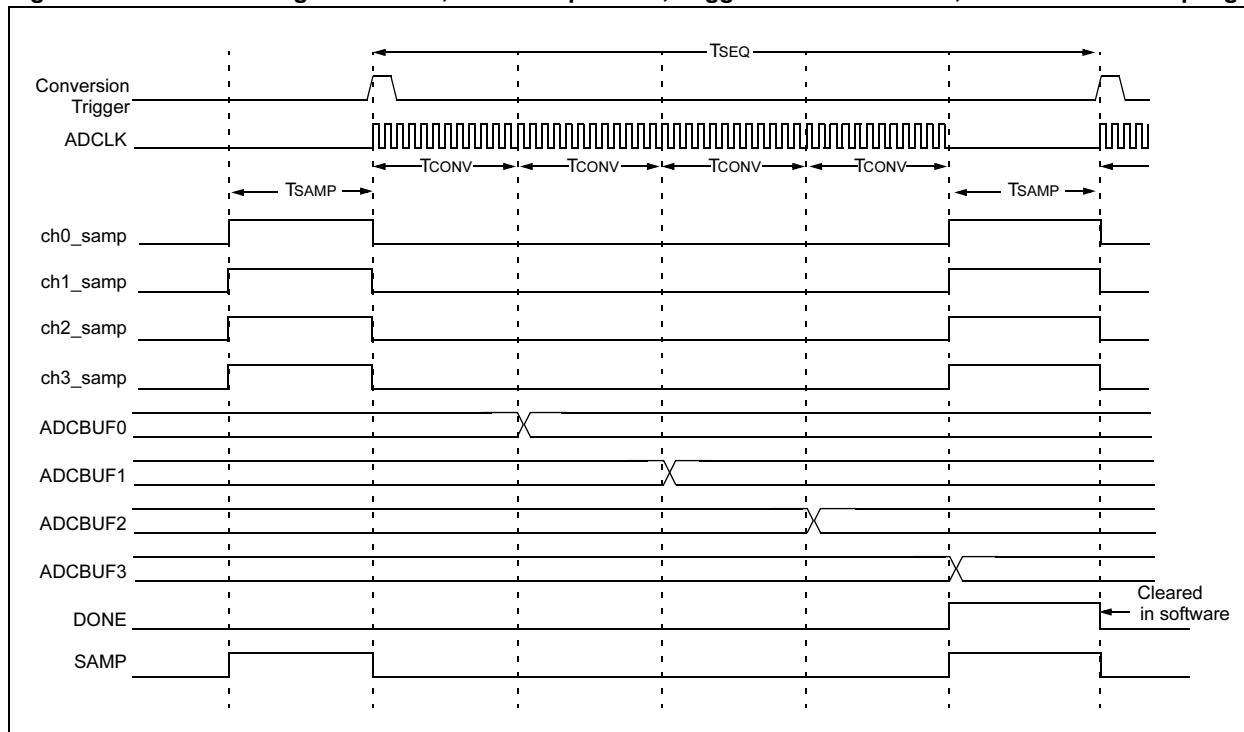 TSEQ
Conversion
Trigger
ADCLK
TCONV
TCONV
TCONV
TCONV
TSAMP
TSAMP
ch0_samp
ch1_samp
ch2_samp
ch3_samp
ADCBUF0
ADCBUF1
ADCBUF2
ADCBUF3
DONE
Cleared
in software
SAMP